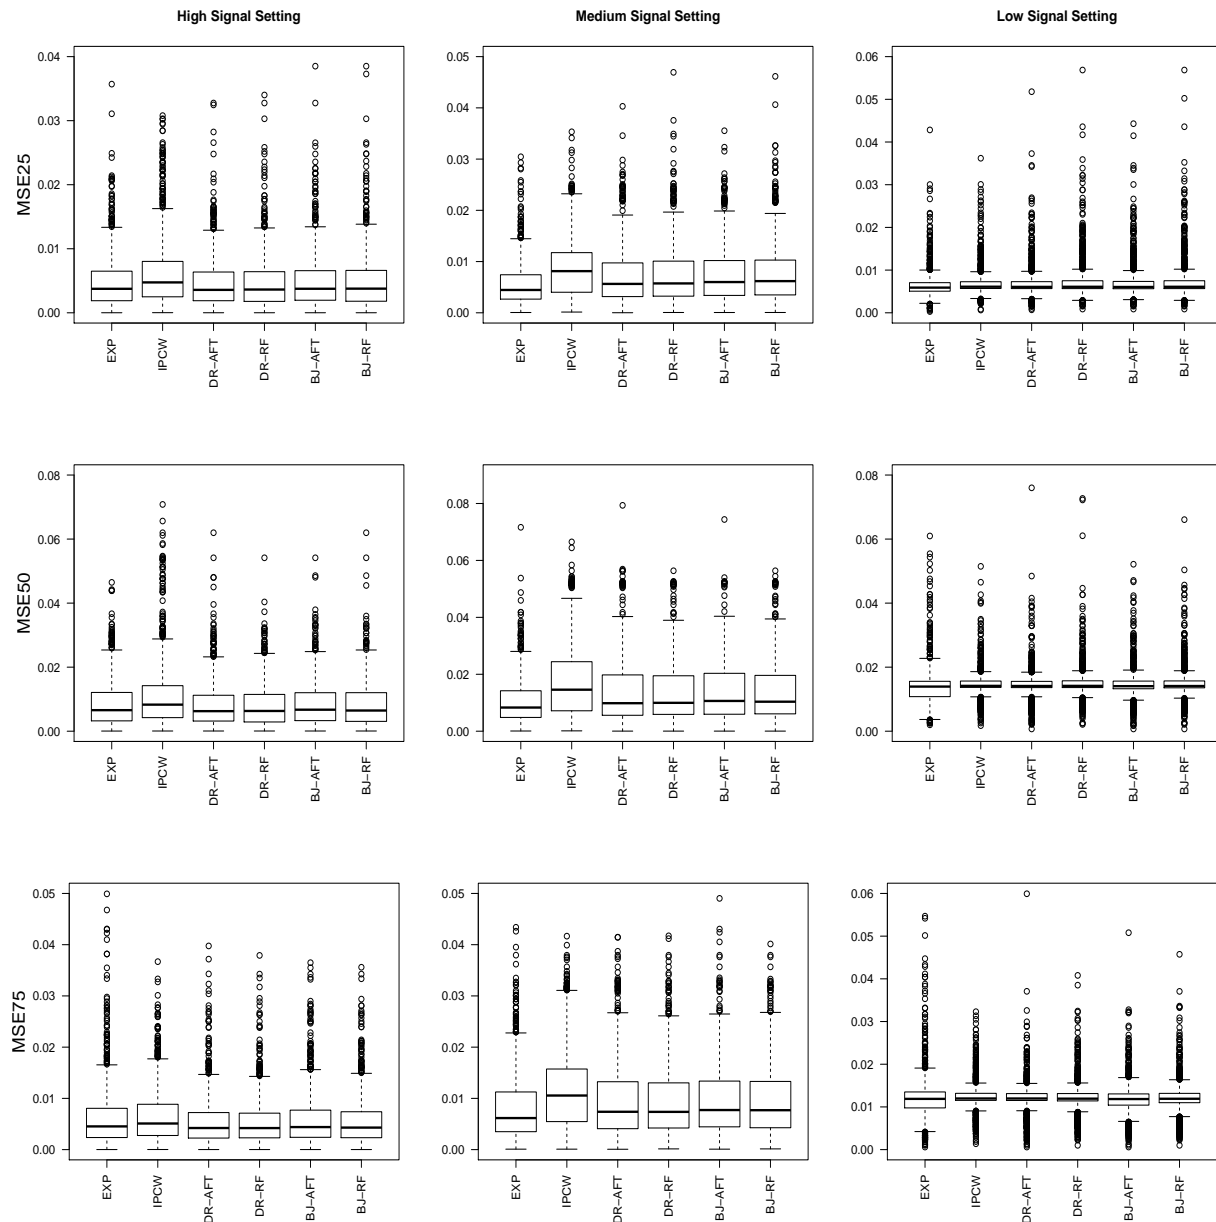 High Signal Setting
Medium Signal Setting
Low Signal Setting
MSE25
0.04
0.03
0.02
0.01
0.00
EXP
IPCW
DR−AFT
DR−RF
BJ−AFT
BJ−RF
0.05
0.04
0.03
0.02
0.01
0.00
EXP
IPCW
DR−AFT
DR−RF
BJ−AFT
BJ−RF
0.06
0.05
0.04
0.03
0.02
0.01
0.00
EXP
IPCW
DR−AFT
DR−RF
BJ−AFT
BJ−RF
MSE50
0.08
0.06
0.04
0.02
0.00
EXP
IPCW
DR−AFT
DR−RF
BJ−AFT
BJ−RF
0.08
0.06
0.04
0.02
0.00
EXP
IPCW
DR−AFT
DR−RF
BJ−AFT
BJ−RF
0.08
0.06
0.04
0.02
0.00
EXP
IPCW
DR−AFT
DR−RF
BJ−AFT
BJ−RF
MSE75
0.05
0.04
0.03
0.02
0.01
0.00
EXP
IPCW
DR−AFT
DR−RF
BJ−AFT
BJ−RF
0.05
0.04
0.03
0.02
0.01
0.00
EXP
IPCW
DR−AFT
DR−RF
BJ−AFT
BJ−RF
0.06
0.05
0.04
0.03
0.02
0.01
0.00
EXP
IPCW
DR−AFT
DR−RF
BJ−AFT
BJ−RF